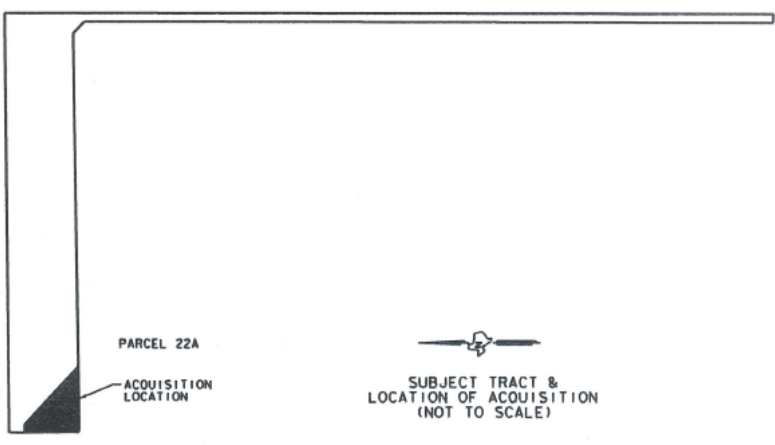 PARCEL 22A
ACQUISITION
LOCATION
SUBJECT TRACT &
LOCATION OF ACQUISITION
(NOT TO SCALE)